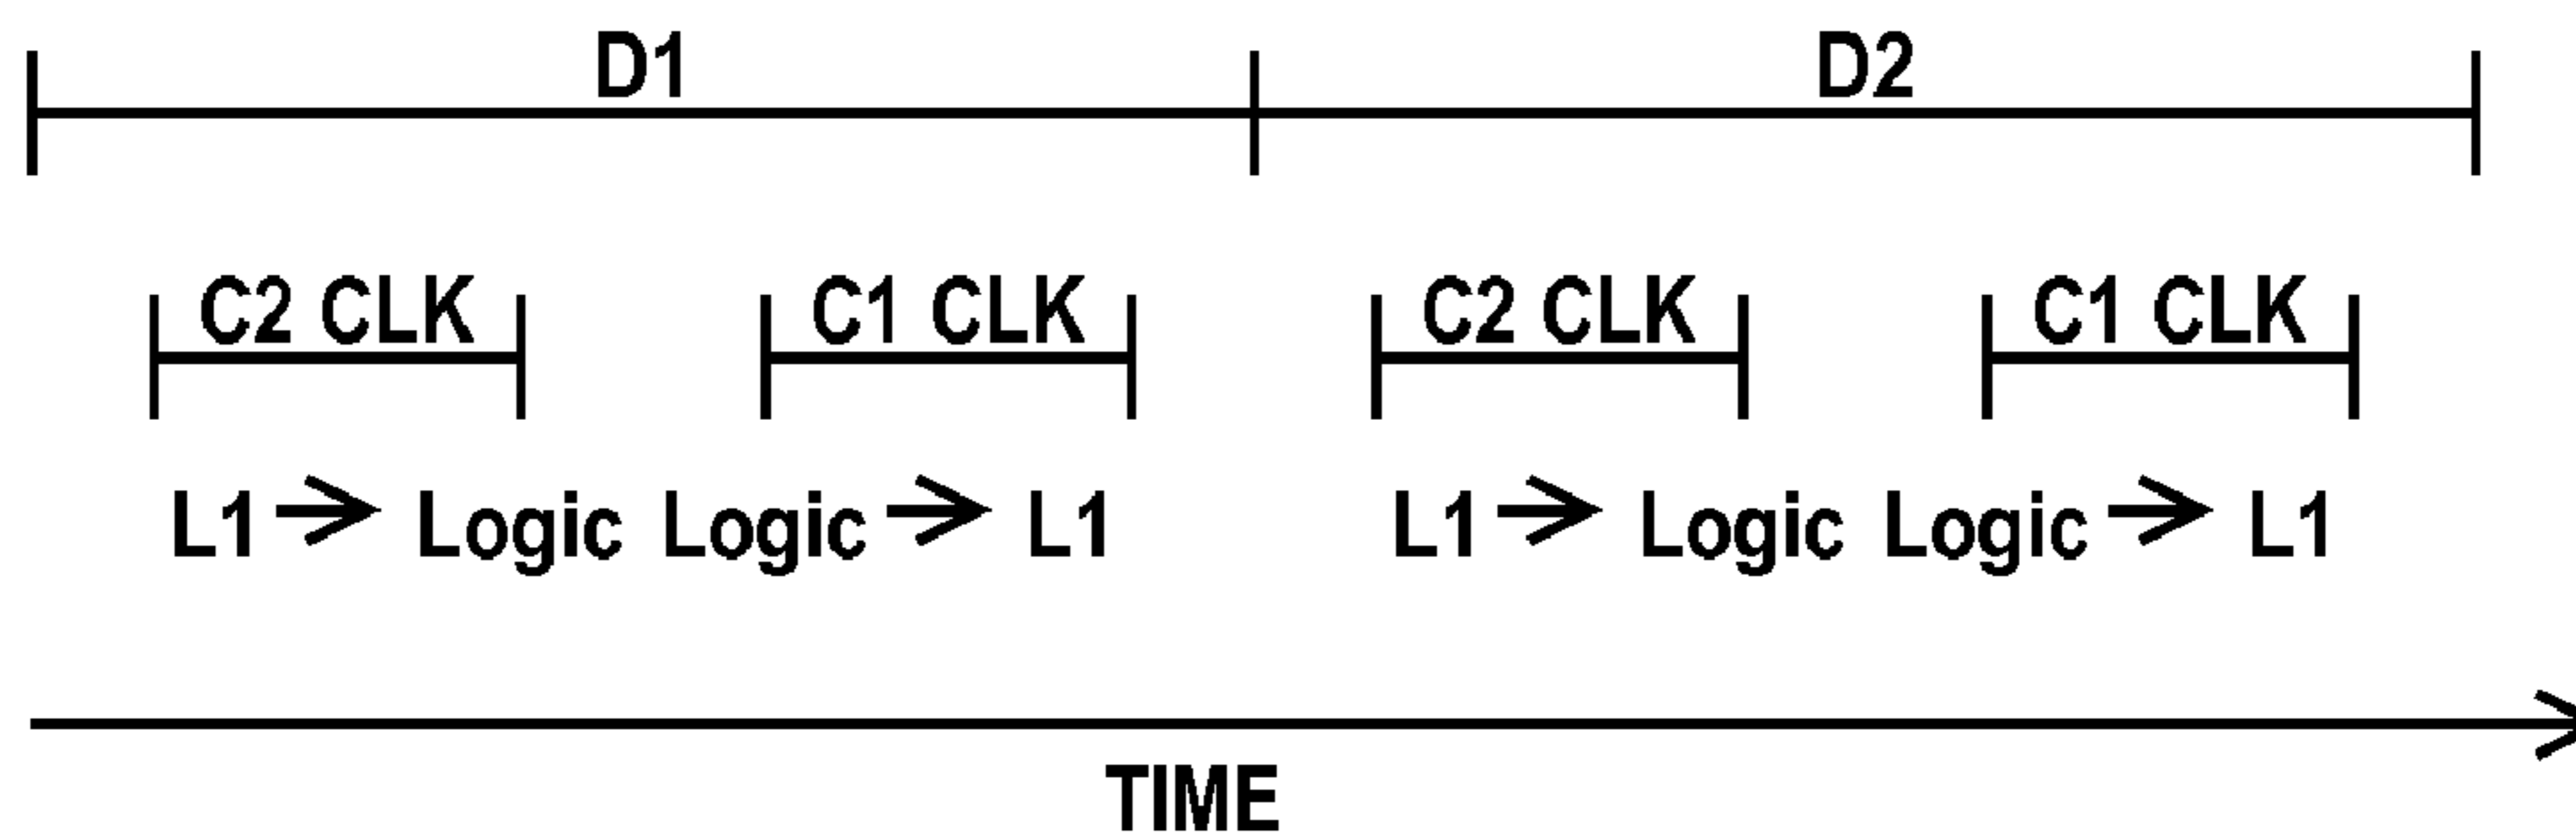 D1 D2
C2 CLK C1 CLK C2 CLK C1 CLK
L1 → Logic Logic → L1 L1 → Logic Logic → L1
TIME